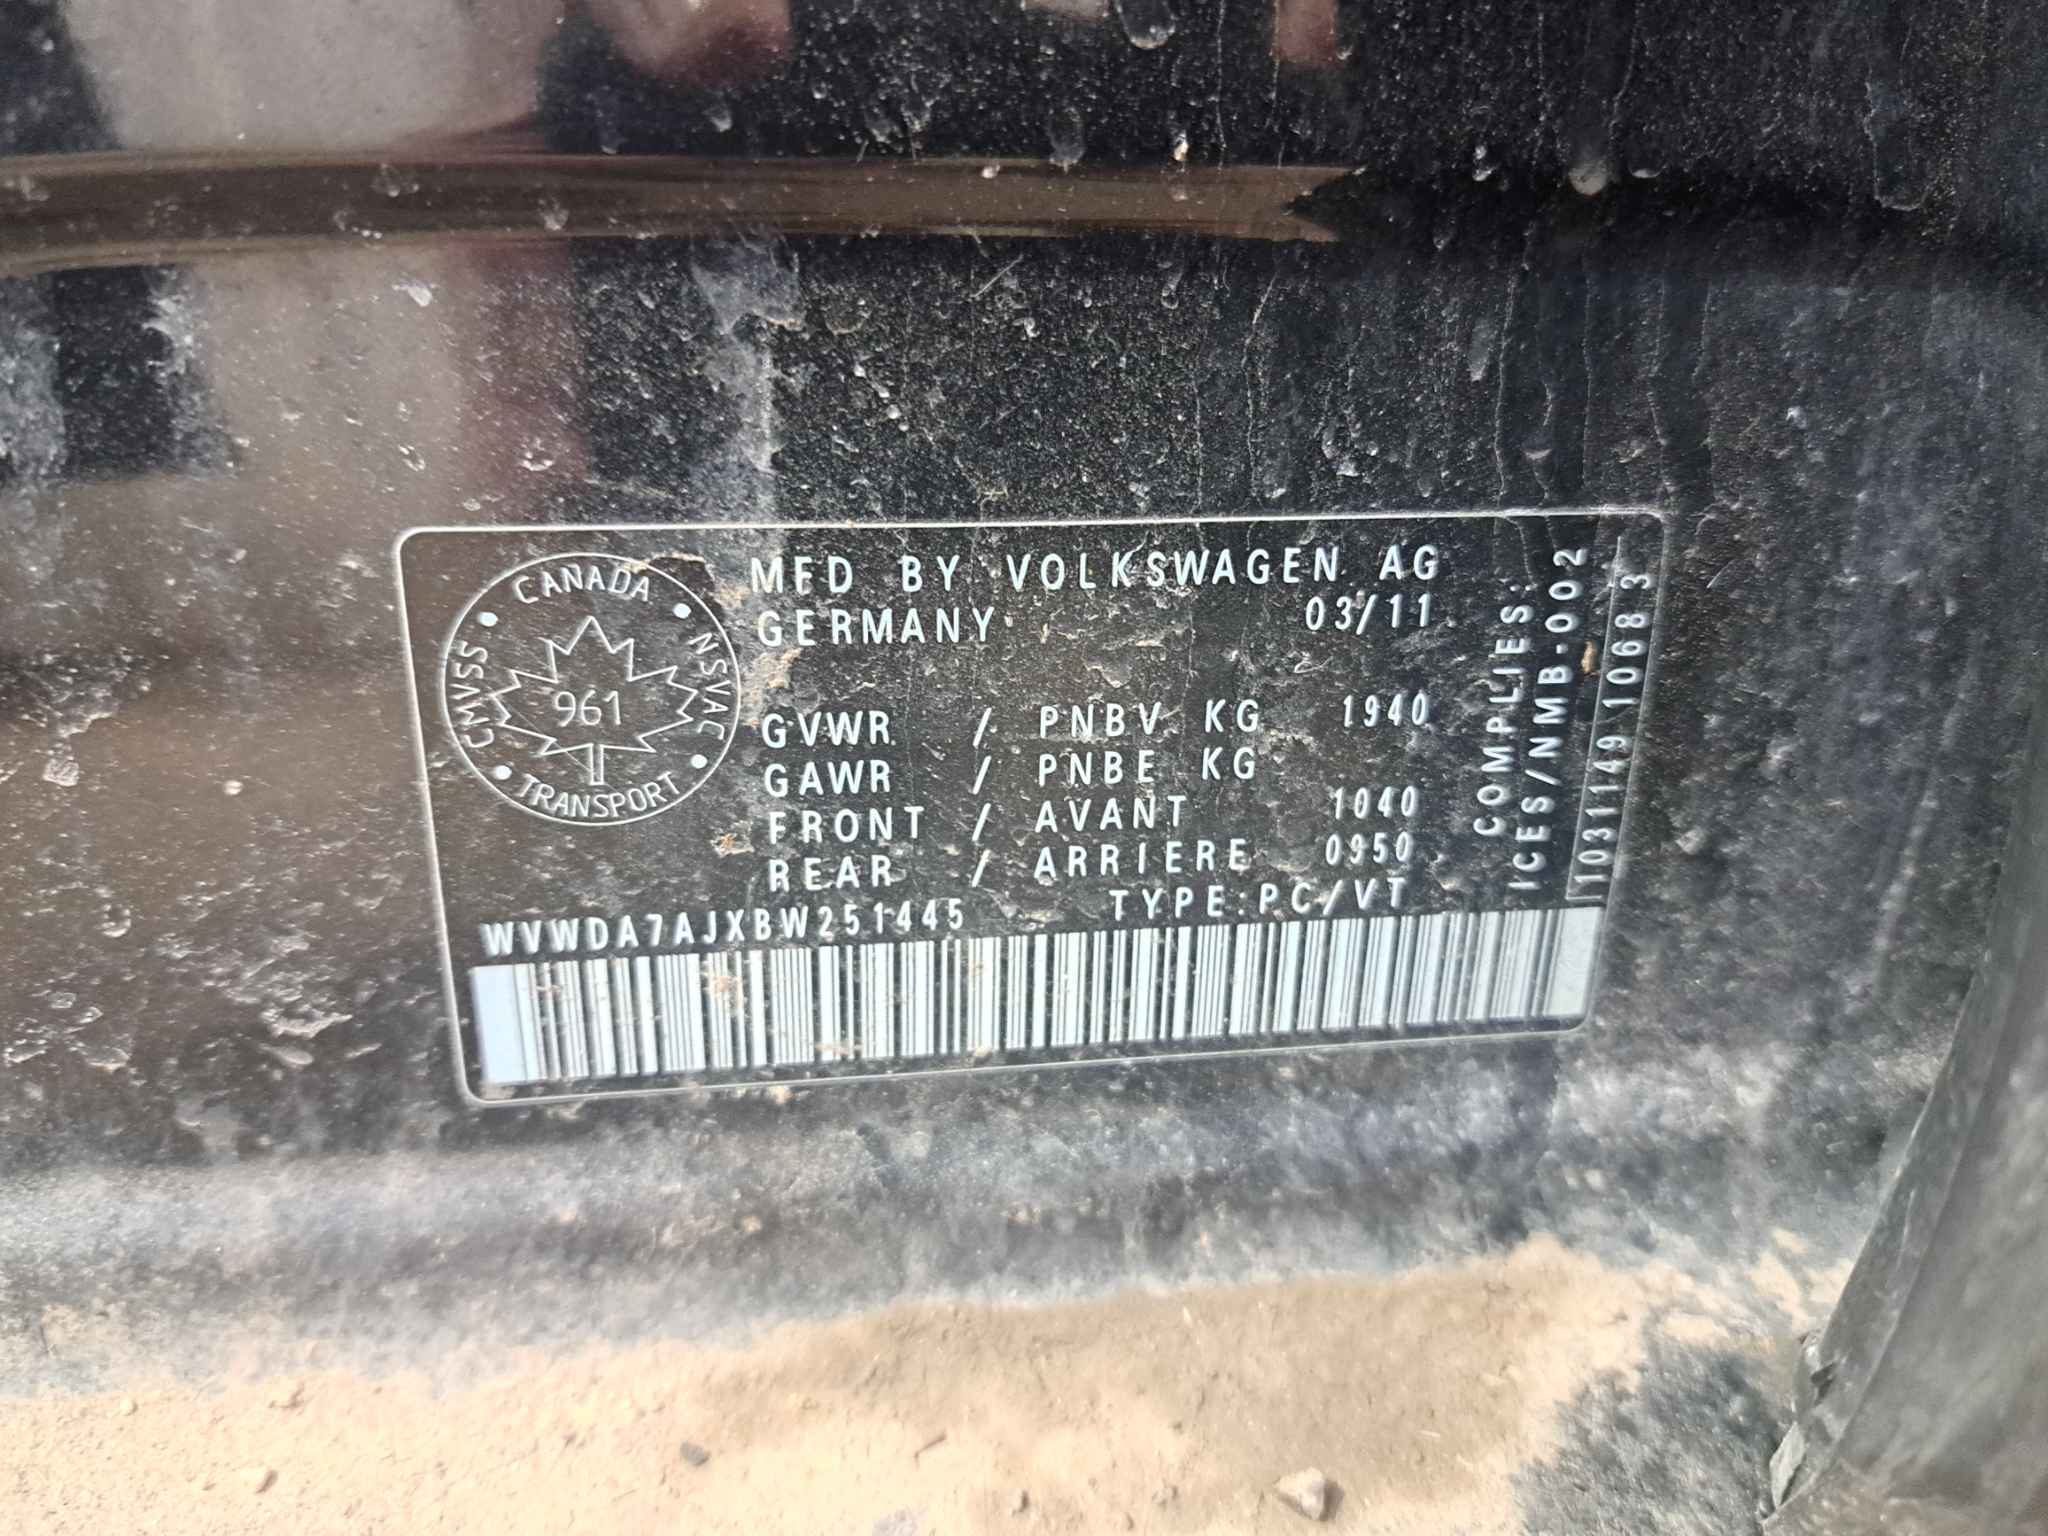 CANADA
CMVSS
NSVAC
961
TRANSPORT
MFD BY VOLKSWAGEN AG
GERMANY 03/11
GVWR / PNBV KG 1940
GAWR / PNBE KG
FRONT / AVANT 1040
REAR / ARRIERE 0950
WVWDA7AJXBW251445 TYPE:PC/VT
COMPLIES:
ICES/NMB-002
1031149 10683